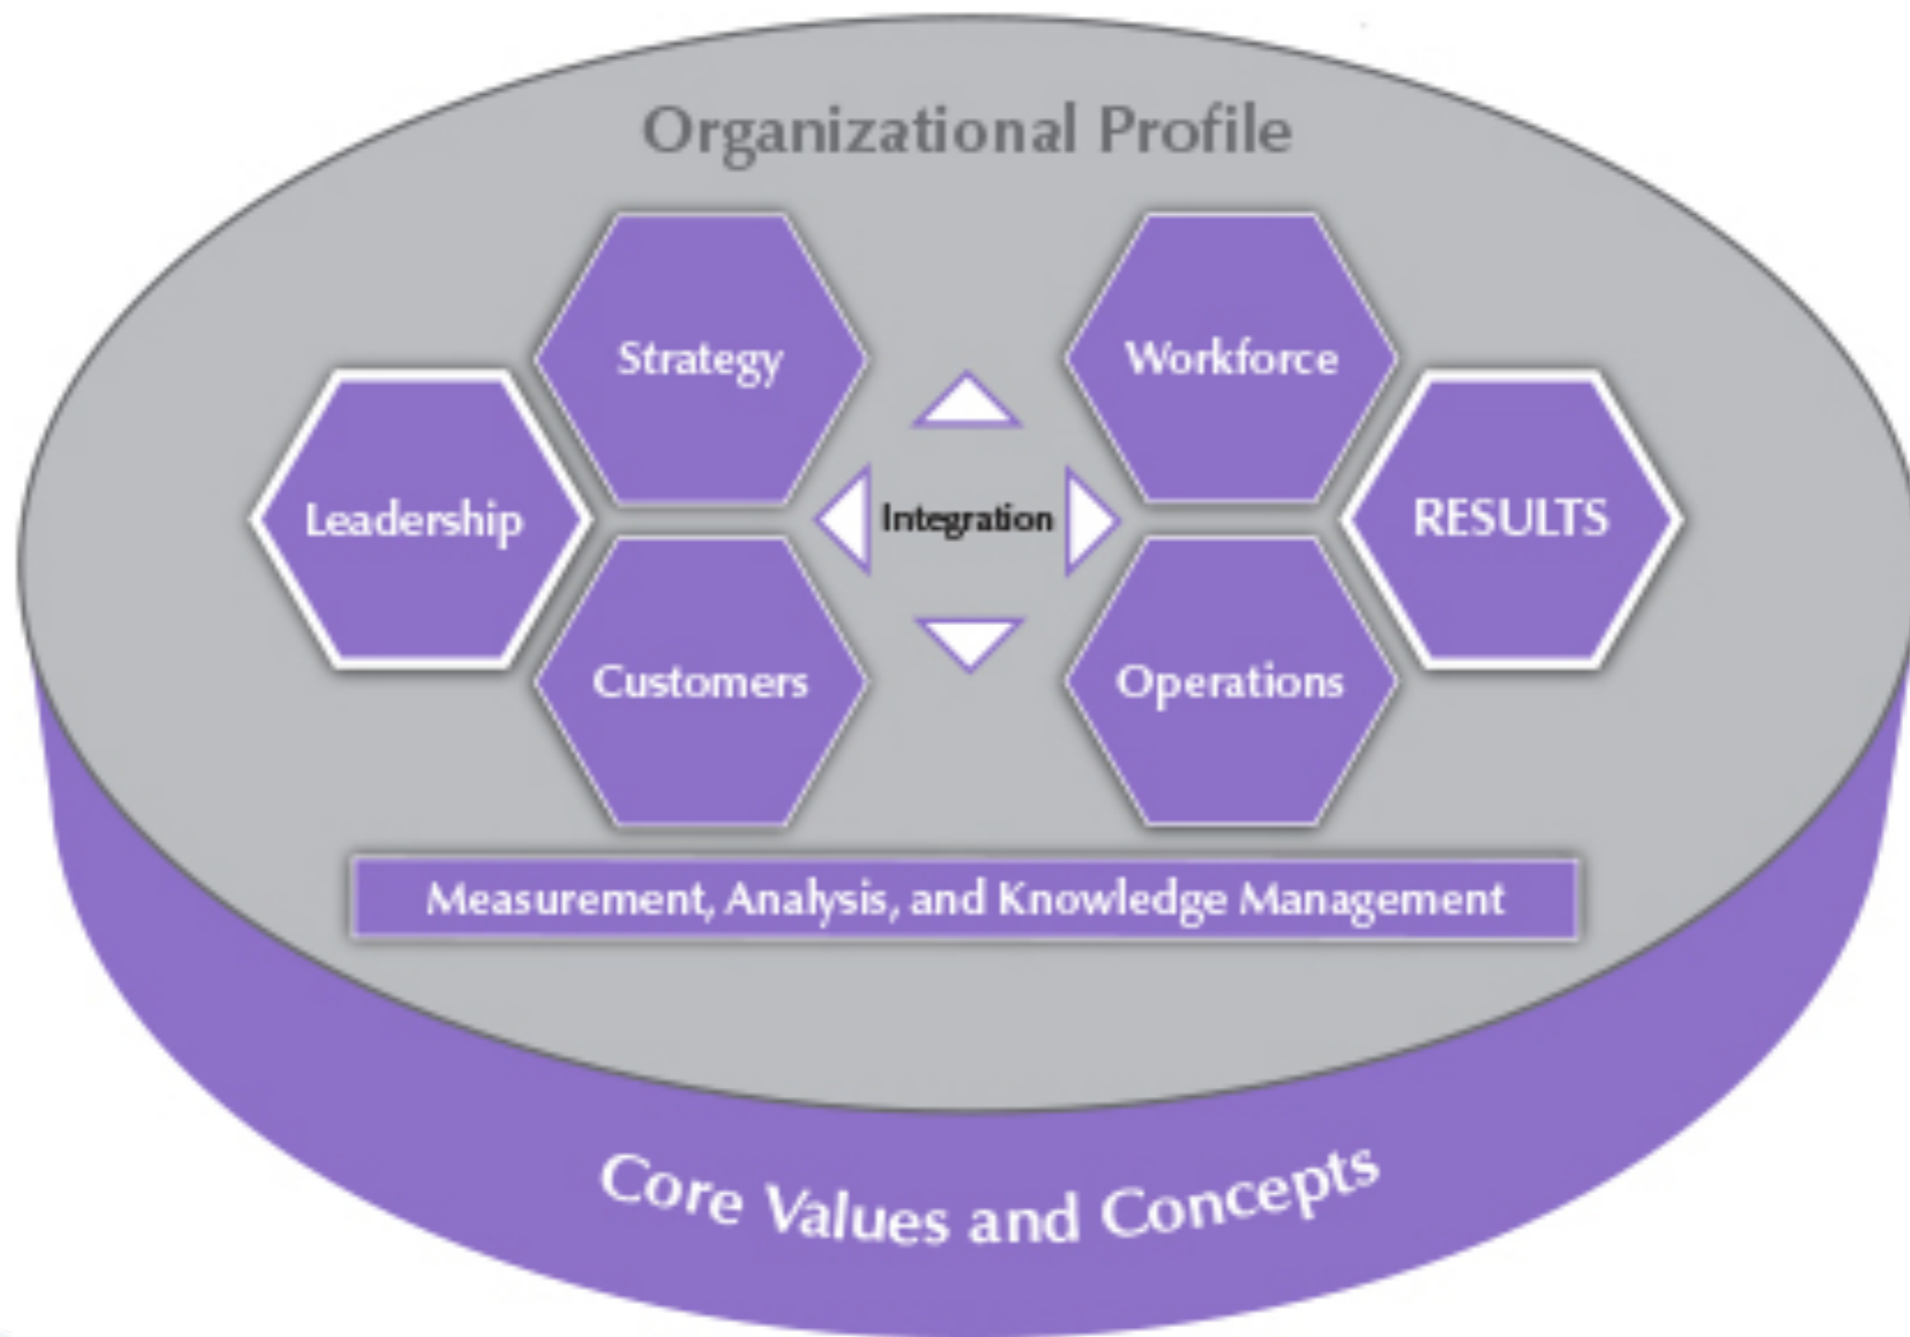 Organizational Profile
Strategy
Workforce
Leadership
Integration
RESULTS
Customers
Operations
Measurement, Analysis, and Knowledge Management
Core Values and Concepts